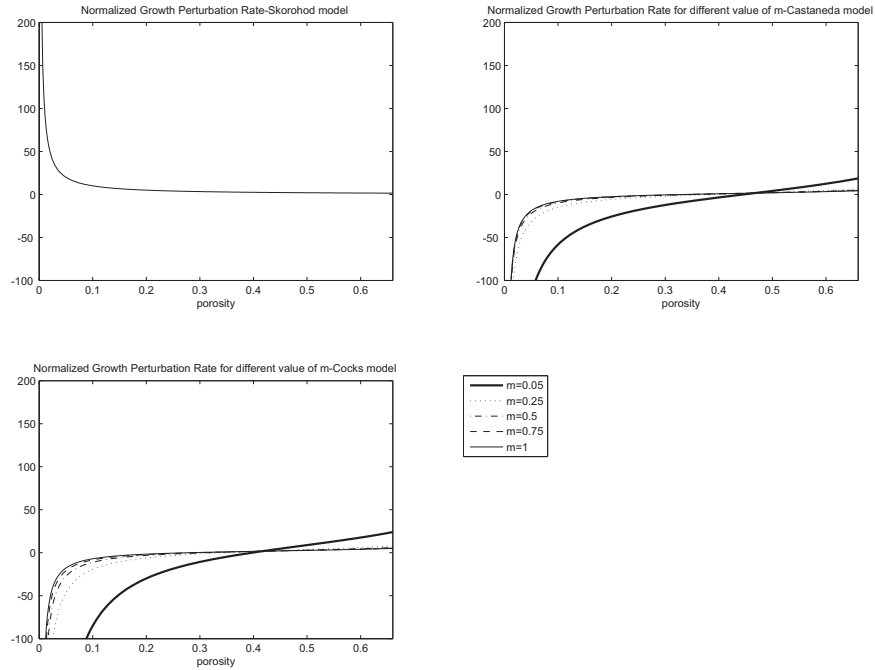 Normalized Growth Perturbation Rate-Skorohod model
200
150
100
50
0
-50
-100
0 0.1 0.2 0.3 0.4 0.5 0.6
porosity
Normalized Growth Perturbation Rate for different value of m-Castaneda model
200
150
100
50
0
-50
-100
0 0.1 0.2 0.3 0.4 0.5 0.6
porosity
Normalized Growth Perturbation Rate for different value of m-Cocks model
200
150
100
50
0
-50
-100
0 0.1 0.2 0.3 0.4 0.5 0.6
porosity
m=0.05
m=0.25
m=0.5
m=0.75
m=1